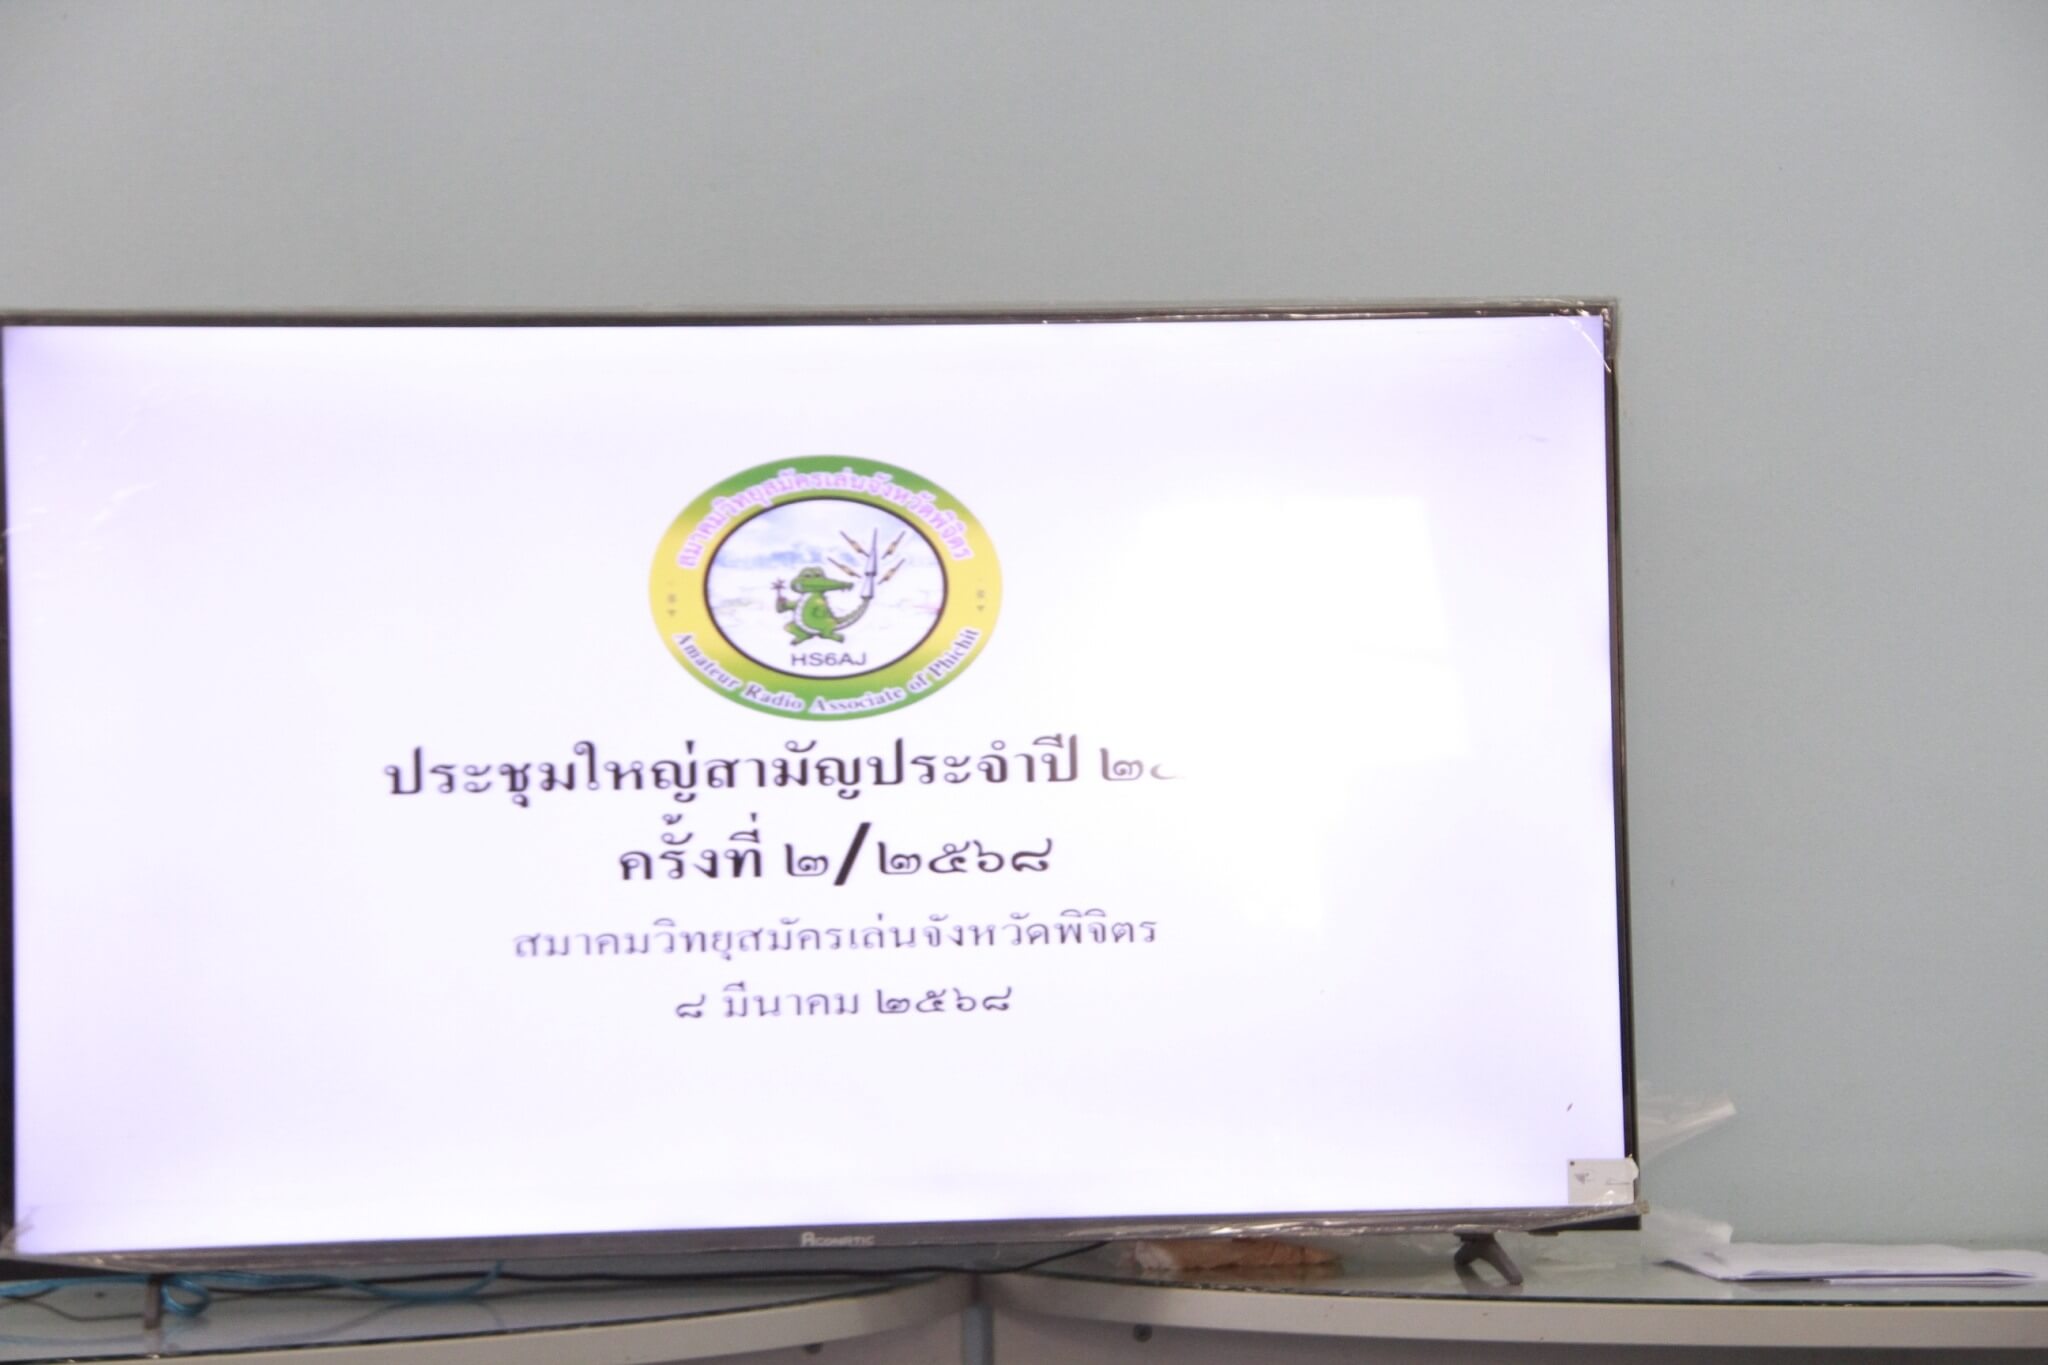 สมาคมวิทยุสมัครเล่นจังหวัดพิจิตร
HS6AJ
Amateur Radio Associate of Phichit
ประชุมใหญ่สามัญประจำปี
ครั้งที่ ๒/๒๕๖๘
สมาคมวิทยุสมัครเล่นจังหวัดพิจิตร
๘ มีนาคม ๒๕๖๘
ACONATIC